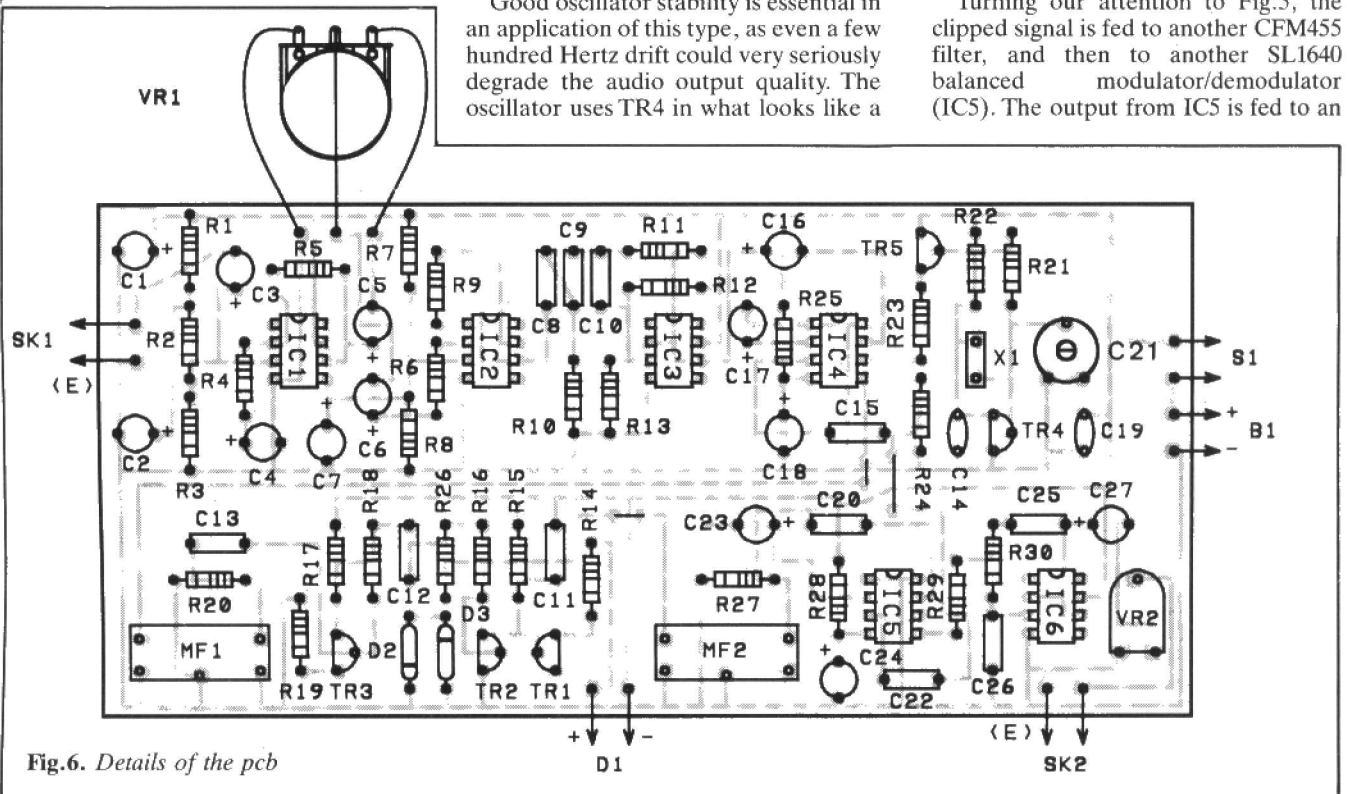 Good oscillator stability is essential in
an application of this type, as even a few
hundred Hertz drift could very seriously
degrade the audio output quality. The
oscillator uses TR4 in what looks like a
Turning our attention to Fig.5, the
clipped signal is fed to another CFM455
filter, and then to another SL1640
balanced modulator/demodulator
(IC5). The output from IC5 is fed to an
VR1
R1
R5
R7
C1
C3
C5
R9
C9
R11
C16
TR5
R22
R21
R12
SK1
R2
IC1
IC2
C8
C10
IC3
R25
IC4
R23
X1
C21
S1
(E)
R4
R6
C17
+
B1
-
C2
R3
C4
C7
C6
R8
R10
R13
C15
C18
R24
C14
TR4
C19
C13
R18
R26
R16
R15
R14
C23
C20
C25
C27
R17
R30
R20
C12
D3
C11
R27
R28
IC5
R29
IC6
VR2
MF1
D2
MF2
C24
R19
TR3
TR2
TR1
C22
C26
+
-
(E)
Fig.6. Details of the pcb
D1
SK2